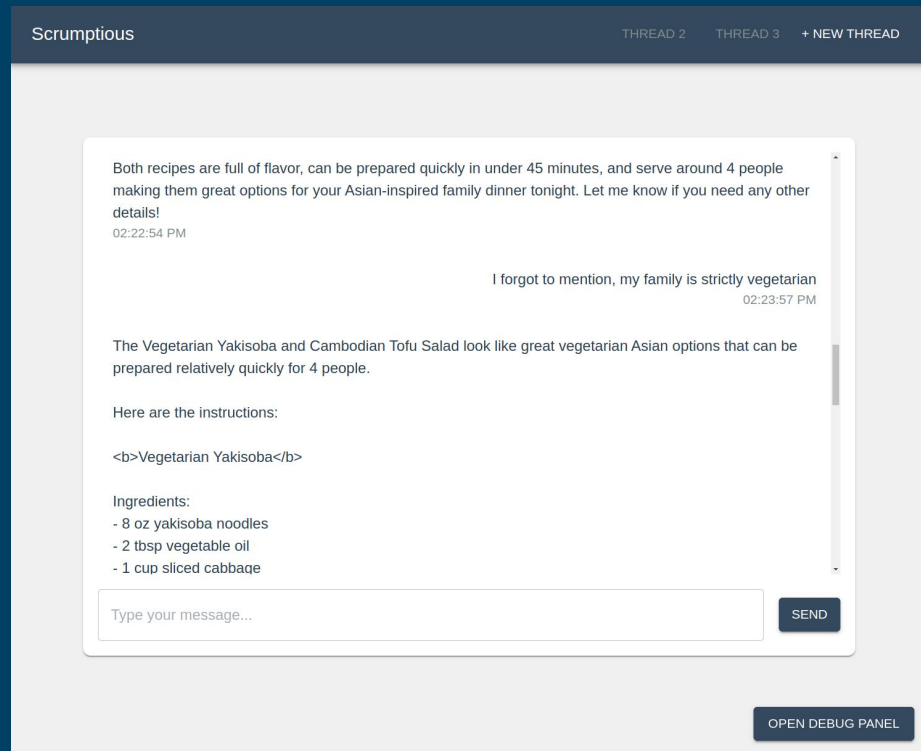 Scrumptious
THREAD 2
THREAD 3
+ NEW THREAD
Both recipes are full of flavor, can be prepared quickly in under 45 minutes, and serve around 4 people
making them great options for your Asian-inspired family dinner tonight. Let me know if you need any other
details!
02:22:54 PM
I forgot to mention, my family is strictly vegetarian
02:23:57 PM
The Vegetarian Yakisoba and Cambodian Tofu Salad look like great vegetarian Asian options that can be
prepared relatively quickly for 4 people.
Here are the instructions:
<b>Vegetarian Yakisoba</b>
Ingredients:
- 8 oz yakisoba noodles
- 2 tbsp vegetable oil
- 1 cup sliced cabbage
Type your message...
SEND
OPEN DEBUG PANEL